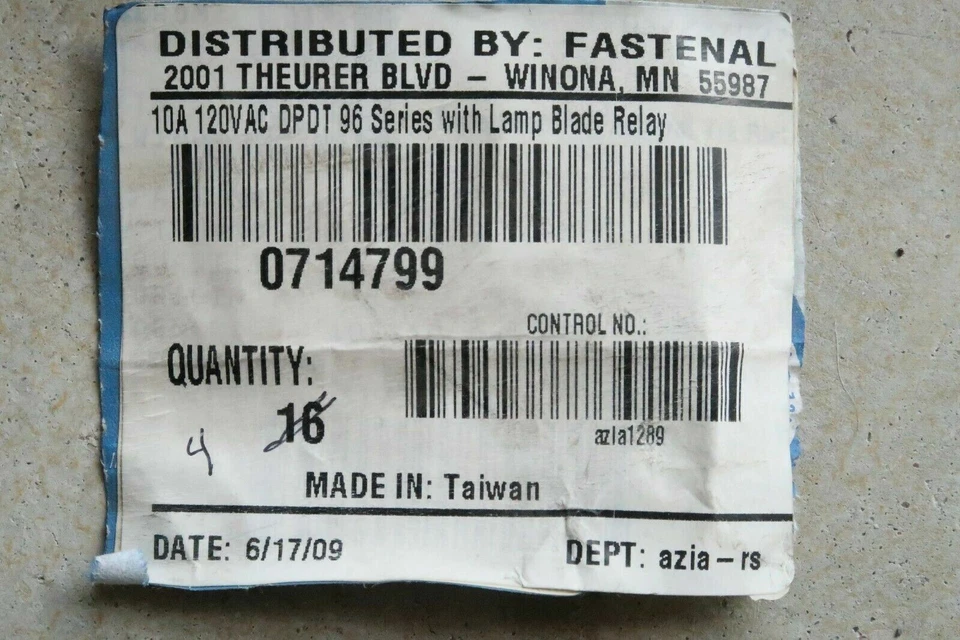 DISTRIBUTED BY: FASTENAL
2001 THEURER BLVD – WINONA, MN 55987
10A 120VAC DPDT 96 Series with Lamp Blade Relay
0714799
CONTROL NO.:
QUANTITY:
16
4
azia1289
MADE IN: Taiwan
DATE: 6/17/09
DEPT: azia – rs